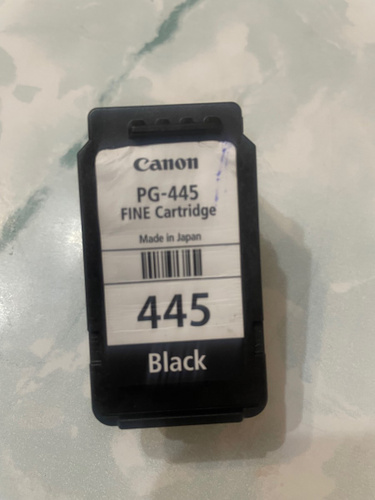 Canon
PG-445
FINE Cartridge
Made in Japan
445
Black